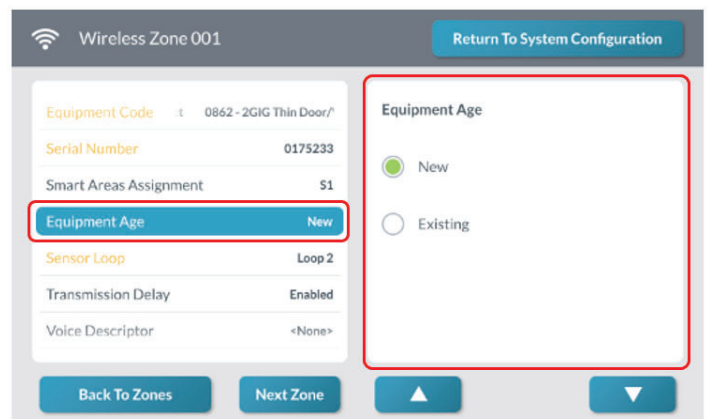 Wireless Zone 001
Return To System Configuration
Equipment Code t 0862 - 2GIG Thin Door/'
Serial Number 0175233
Smart Areas Assignment S1
Equipment Age New
Sensor Loop Loop 2
Transmission Delay Enabled
Voice Descriptor <None>
Equipment Age
New
Existing
Back To Zones
Next Zone